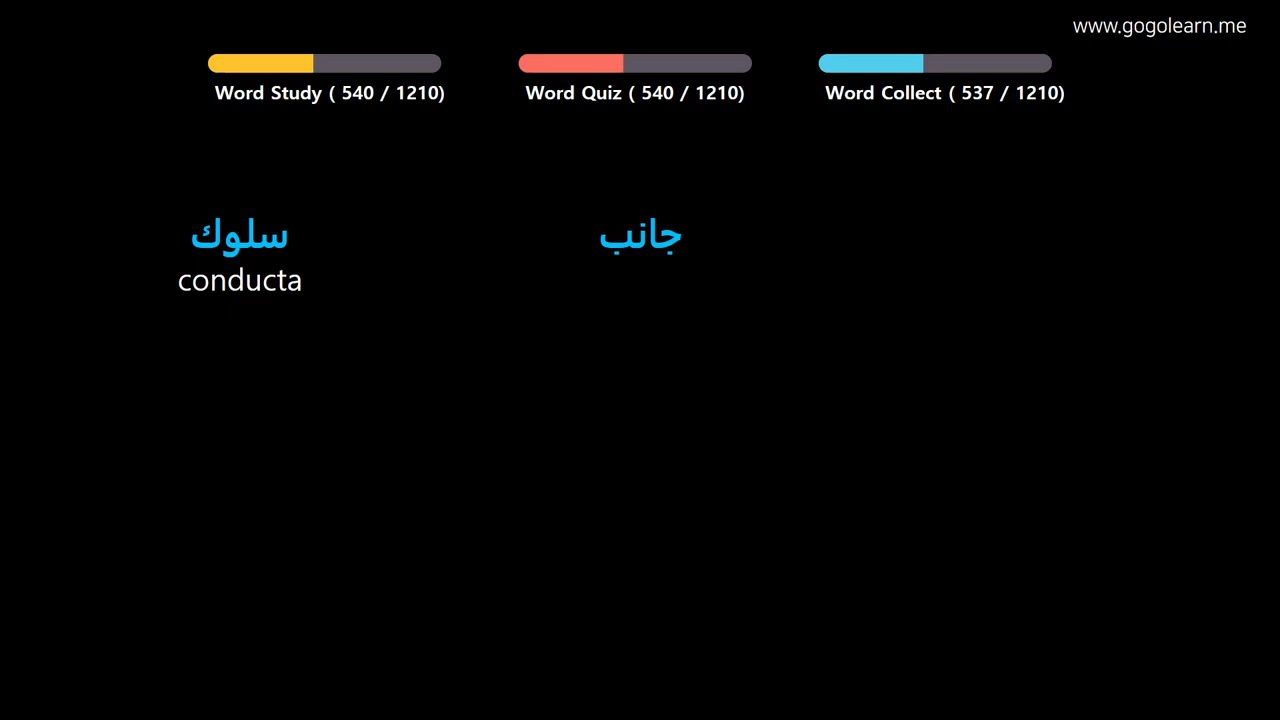 www.gogolearn.me
Word Study ( 540 / 1210)
Word Quiz ( 540 / 1210)
Word Collect ( 537 / 1210)
سلوك
conducta
جانب